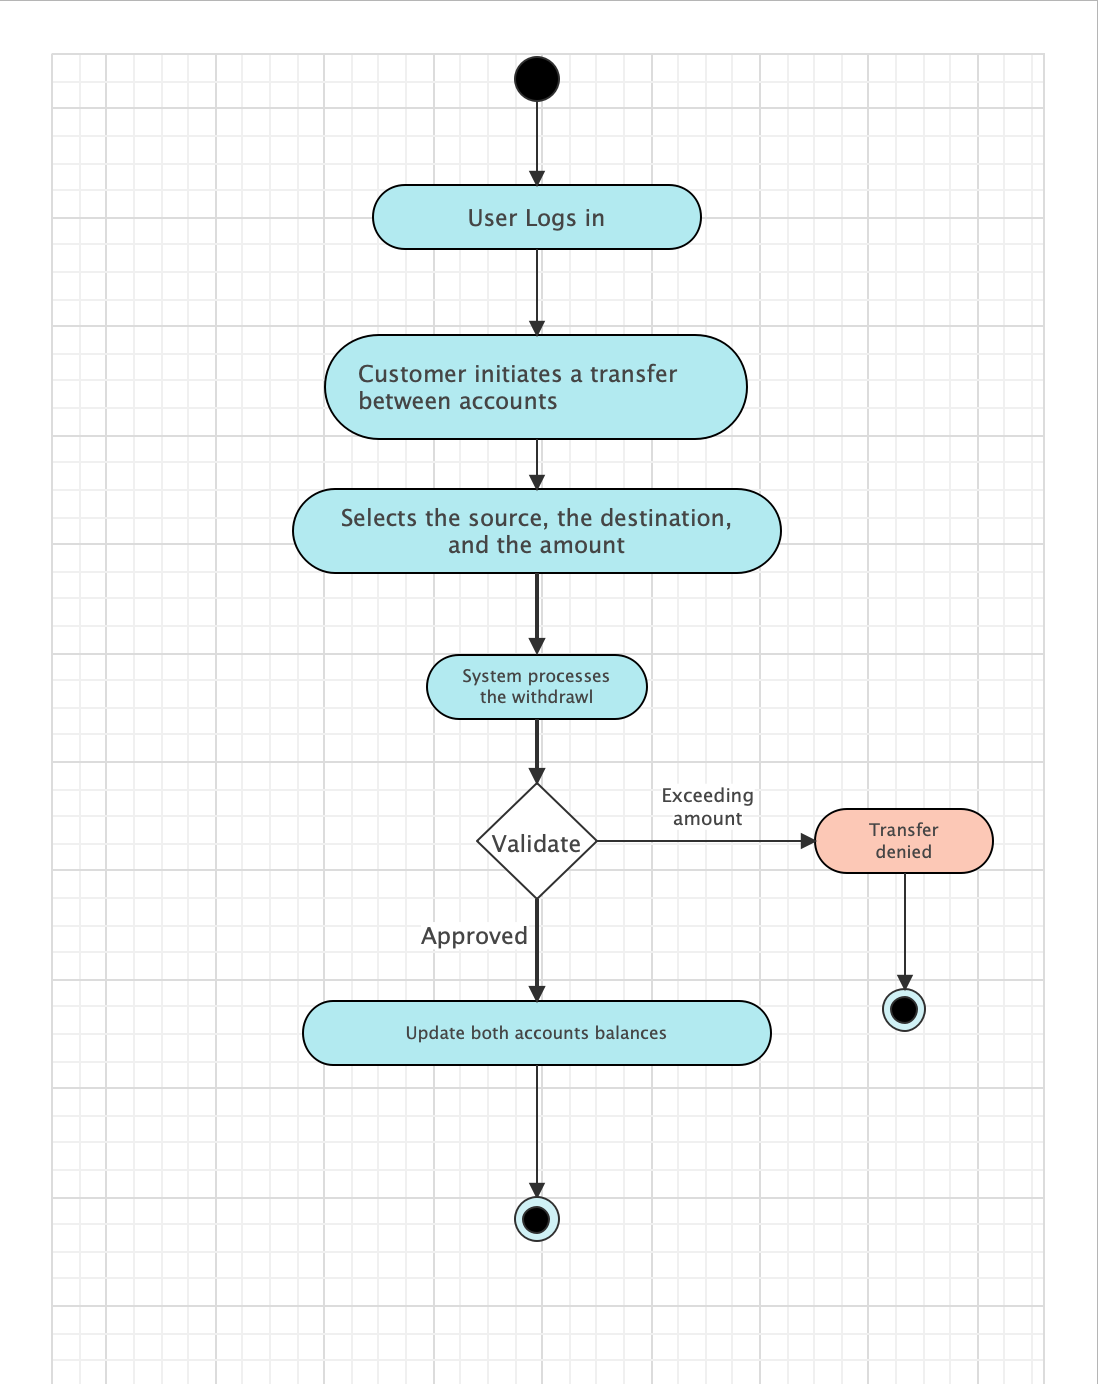 User Logs in
Customer initiates a transfer
between accounts
Selects the source, the destination,
and the amount
System processes
the withdrawl
Validate
Exceeding
amount
Transfer
denied
Approved
Update both accounts balances